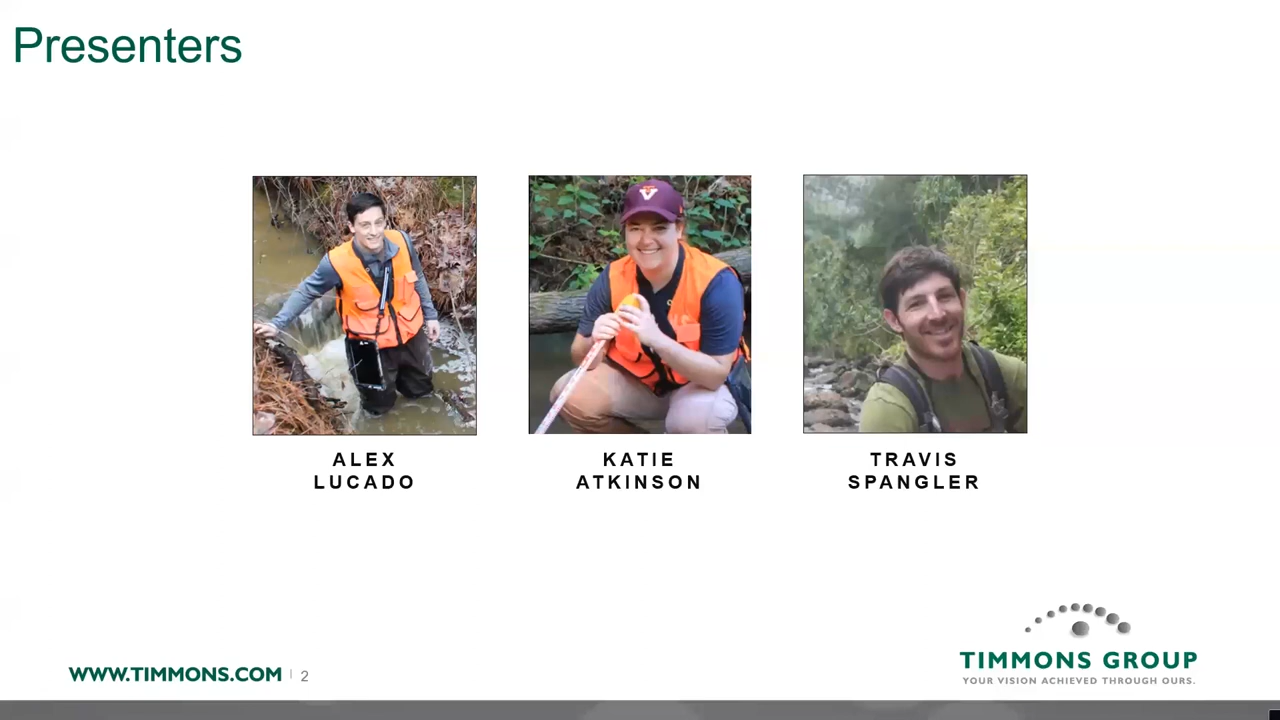 Presenters
ALEX
LUCADO
KATIE
ATKINSON
TRAVIS
SPANGLER
WWW.TIMMONS.COM | 2
TIMMONS GROUP
YOUR VISION ACHIEVED THROUGH OURS.